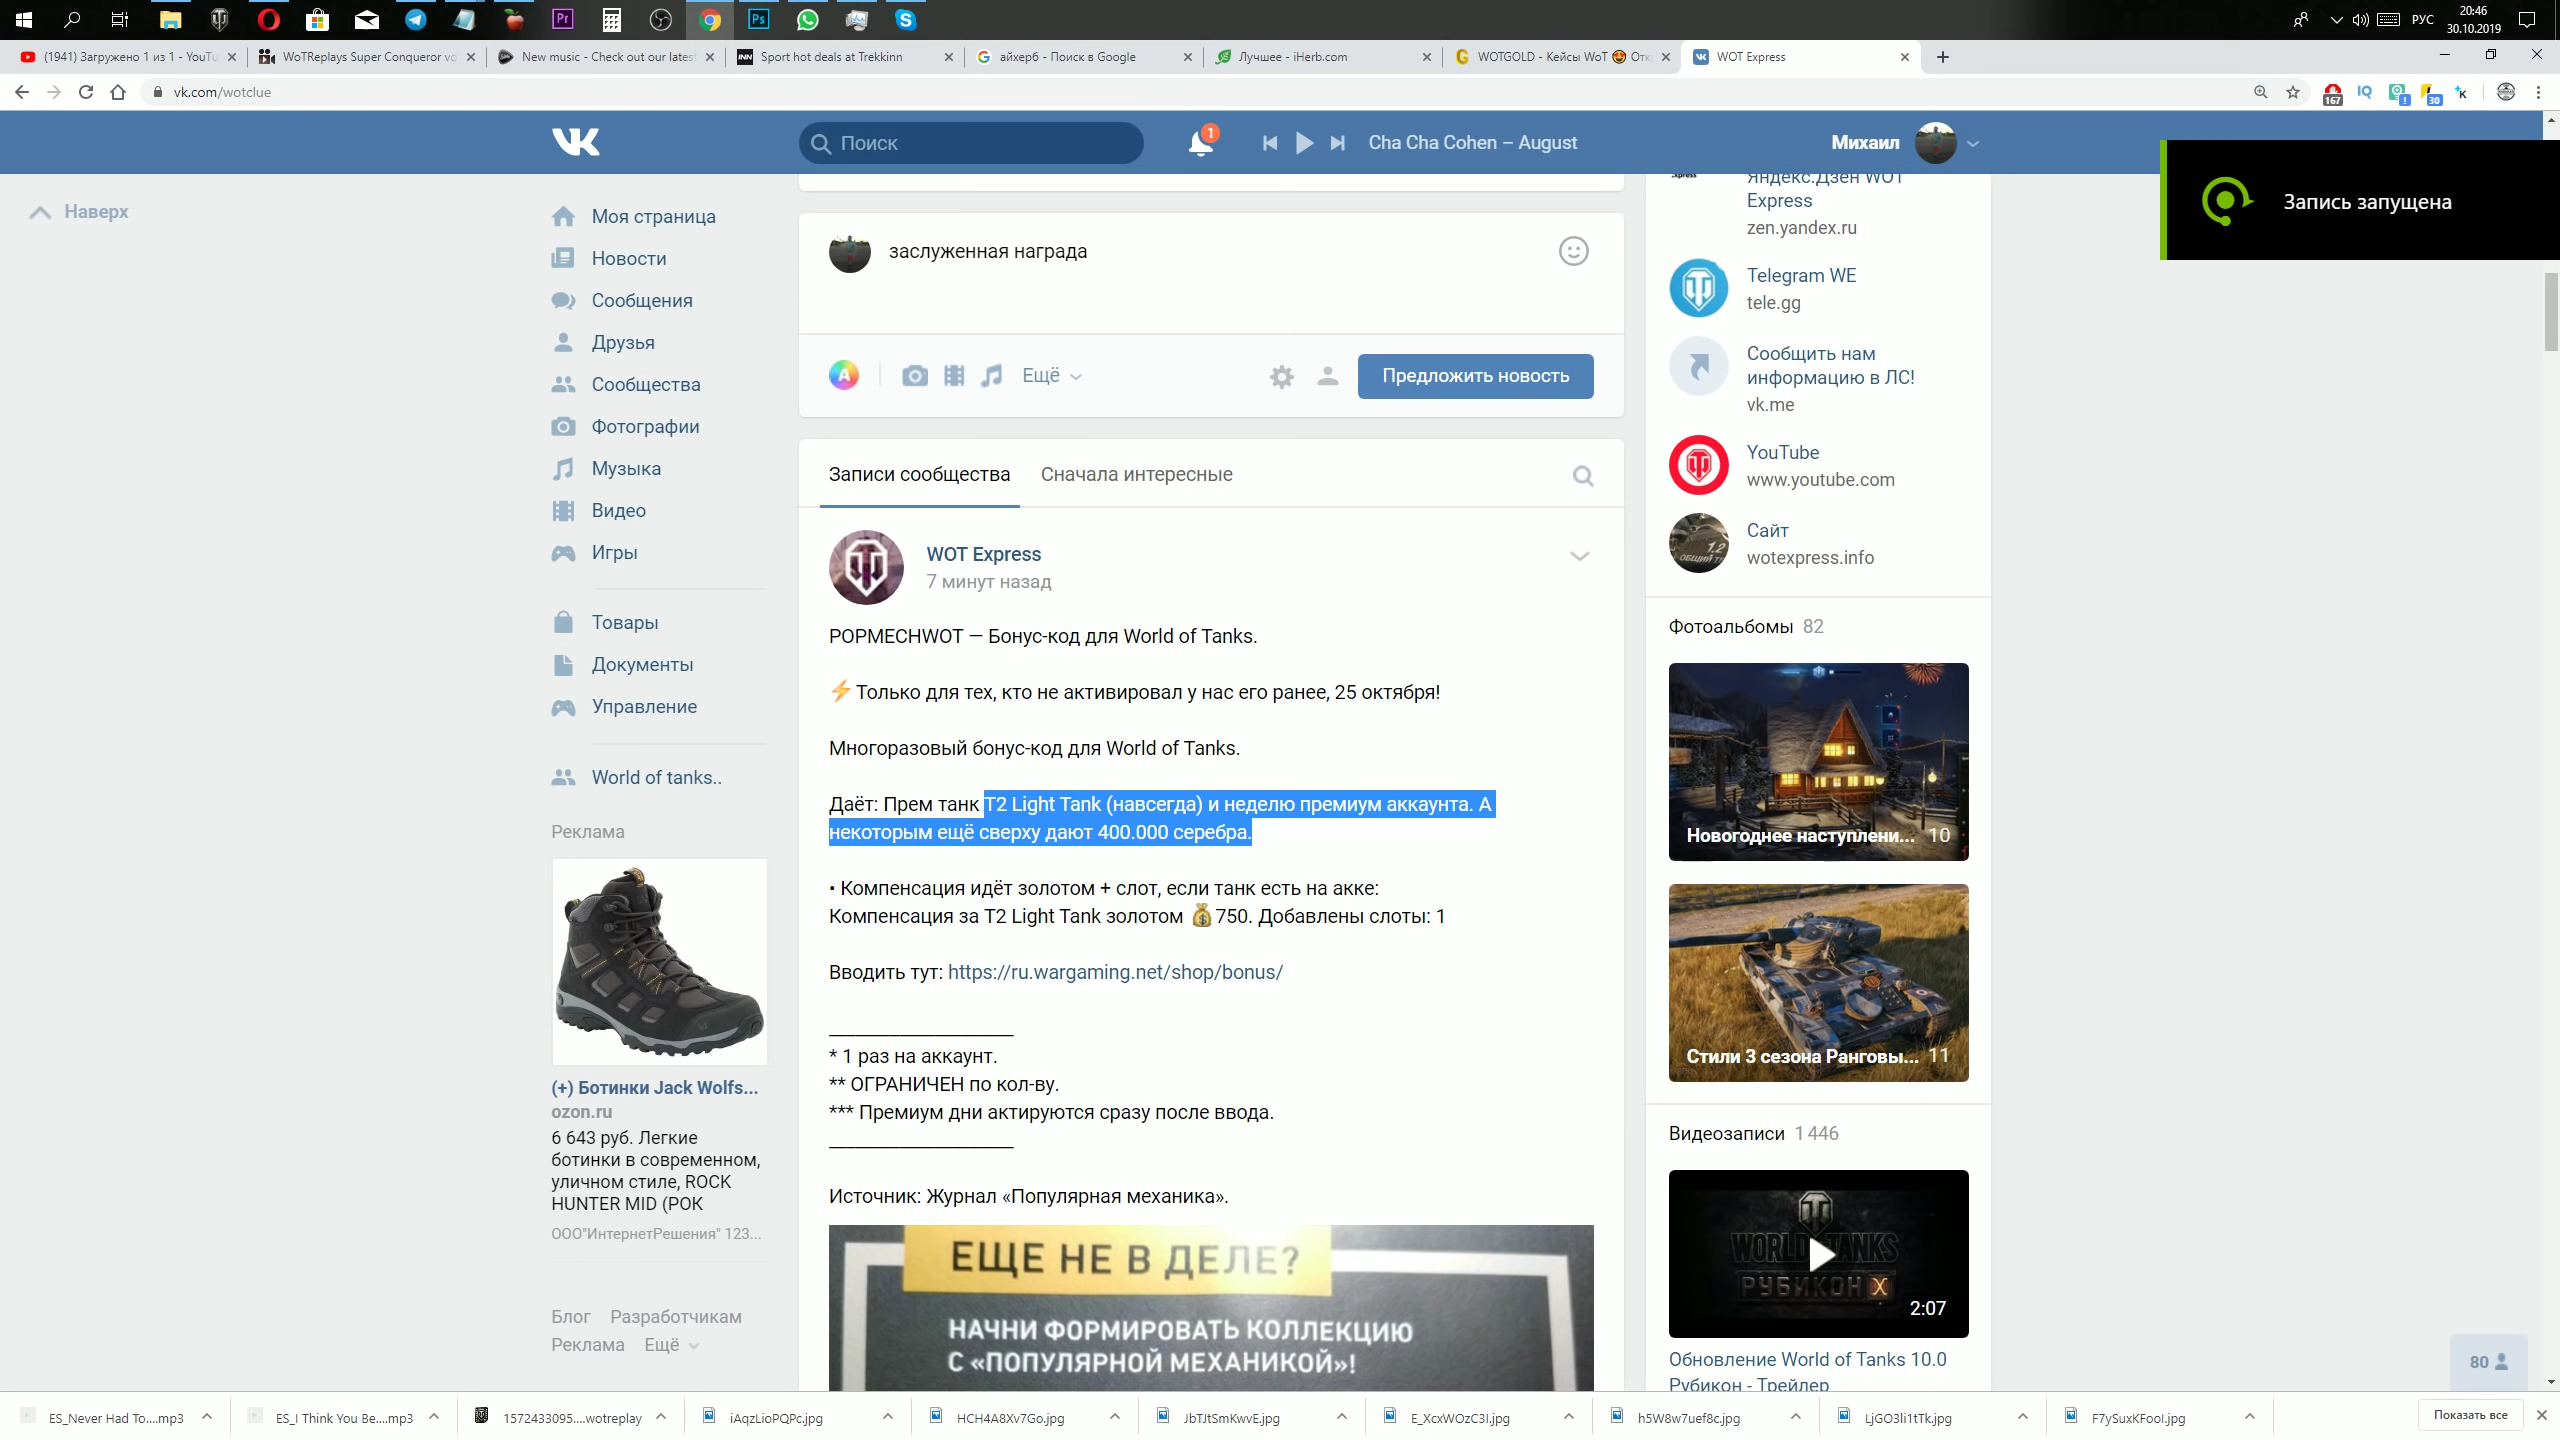 РУС
20:46
30.10.2019
(1941) Загружено 1 из 1 - YouTu
WoTReplays Super Conqueror vo
New music - Check out our latest
INN
Sport hot deals at Trekkinn
айхерб - Поиск в Google
Лучшее - iHerb.com
WOTGOLD - Кейсы WoT 🤩 Отк
WOT Express
vk.com/wotclue
167
IQ
30
Поиск
1
Cha Cha Cohen – August
Михаил
Запись запущена
Наверх
Моя страница
Новости
Сообщения
Друзья
Сообщества
Фотографии
Музыка
Видео
Игры
Товары
Документы
Управление
World of tanks..
Реклама
(+) Ботинки Jack Wolfs...
ozon.ru
6 643 руб. Легкие
ботинки в современном,
уличном стиле, ROCK
HUNTER MID (РОК
ООО"ИнтернетРешения" 123...
Блог Разработчикам
Реклама Ещё
заслуженная награда
Ещё
Предложить новость
Записи сообщества
Сначала интересные
WOT Express
7 минут назад
POPMECHWOT — Бонус-код для World of Tanks.
⚡Только для тех, кто не активировал у нас его ранее, 25 октября!
Многоразовый бонус-код для World of Tanks.
Даёт: Прем танк T2 Light Tank (навсегда) и неделю премиум аккаунта. А
некоторым ещё сверху дают 400.000 серебра.
• Компенсация идёт золотом + слот, если танк есть на акке:
Компенсация за T2 Light Tank золотом 💰750. Добавлены слоты: 1
Вводить тут: https://ru.wargaming.net/shop/bonus/
____________________
* 1 раз на аккаунт.
** ОГРАНИЧЕН по кол-ву.
*** Премиум дни актируются сразу после ввода.
____________________
Источник: Журнал «Популярная механика».
ЕЩЕ НЕ В ДЕЛЕ?
НАЧНИ ФОРМИРОВАТЬ КОЛЛЕКЦИЮ
С «ПОПУЛЯРНОЙ МЕХАНИКОЙ»!
Яндекс.Дзен WOT
Express
zen.yandex.ru
Telegram WE
tele.gg
Сообщить нам
информацию в ЛС!
vk.me
YouTube
www.youtube.com
Сайт
wotexpress.info
Фотоальбомы 82
Новогоднее наступлени... 10
Стили 3 сезона Ранговы... 11
Видеозаписи 1 446
WORLD TANKS
РУБИКОН X
2:07
Обновление World of Tanks 10.0
Рубикон - Трейлер
80
ES_Never Had To....mp3
ES_I Think You Be....mp3
1572433095....wotreplay
iAqzLioPQPc.jpg
HCH4A8Xv7Go.jpg
JbTJtSmKwvE.jpg
E_XcxWOzC3I.jpg
h5W8w7uef8c.jpg
LjGO3li1tTk.jpg
F7ySuxKFooI.jpg
Показать все